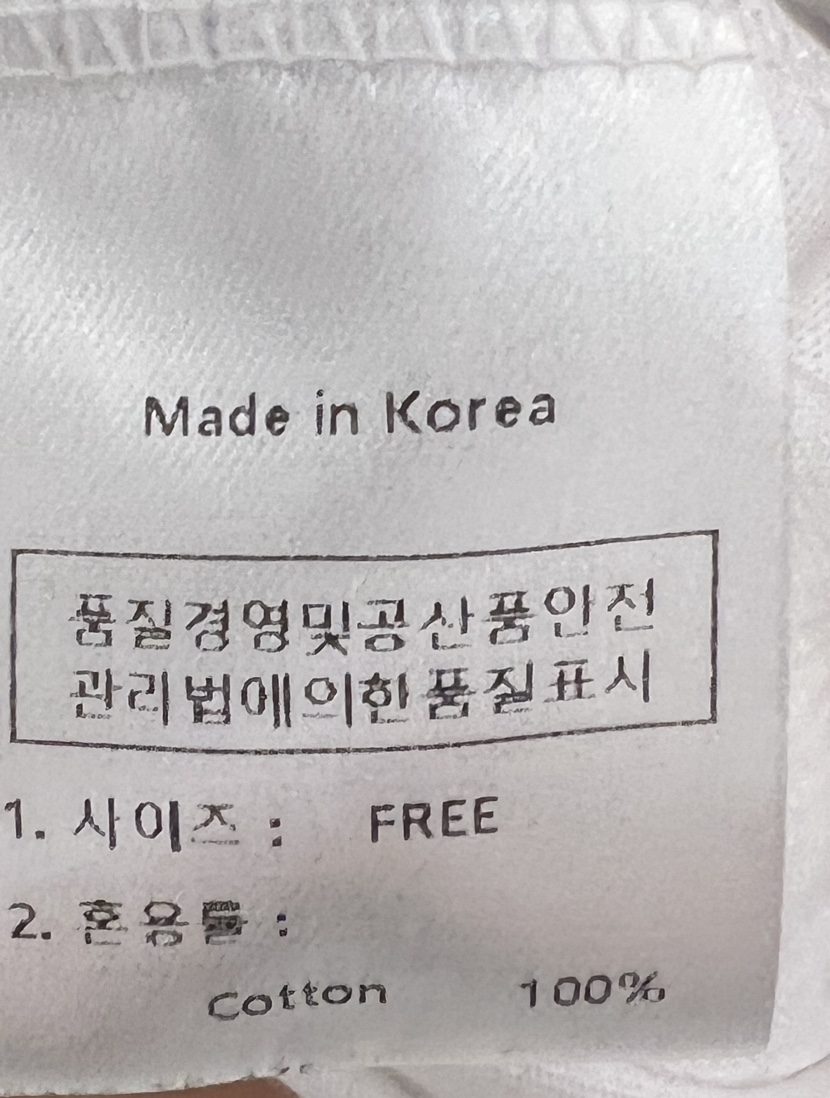 Made in Korea
품질경영및공산품안전
관리법에의한품질표시
1. 사이즈 : FREE
2. 혼용률 :
Cotton 100%